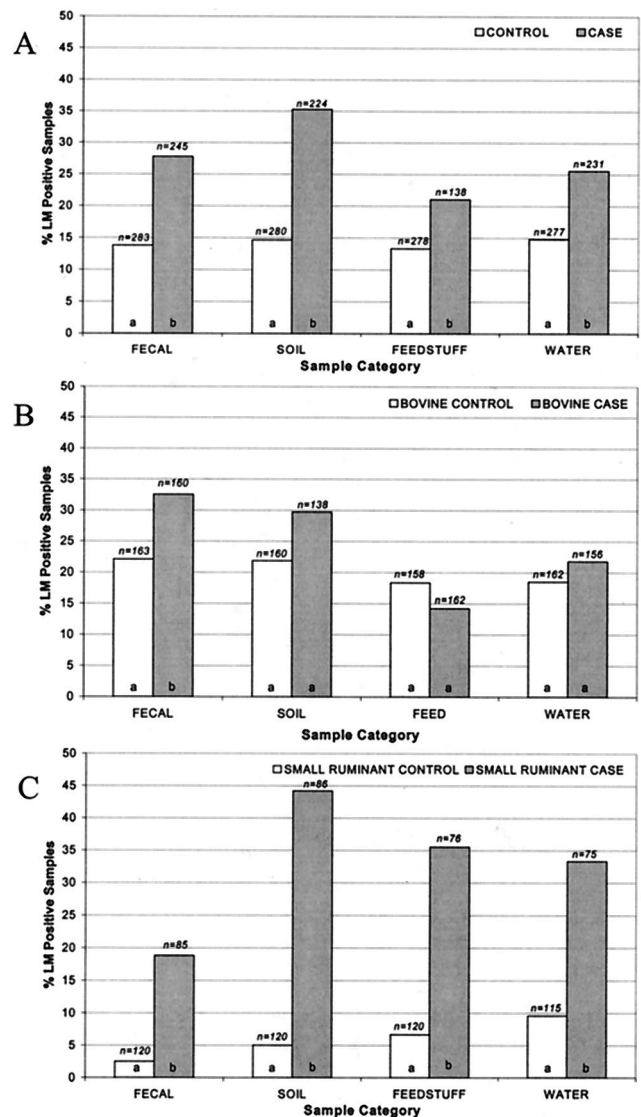 A
50
CONTROL CASE
45
40
35
n=224
30
n=245
n=231
25
n=138
20
15
n=283 n=280 n=278 n=277
10
5
a b a b a b a b
0
FECAL SOIL FEEDSTUFF WATER
Sample Category
% LM Positive Samples
B
50
BOVINE CONTROL BOVINE CASE
45
40
35
n=160
30
n=138
25
n=163 n=160 n=158 n=162 n=162 n=156
20
15
10
5
a b a a a a a a
0
FECAL SOIL FEED WATER
Sample Category
% LM Positive Samples
C
50
SMALL RUMINANT CONTROL SMALL RUMINANT CASE
45
n=86
40
35
n=76
n=75
30
25
20
n=85
15
10
n=115
5
n=120 n=120 n=120
a b a b a b a b
0
FECAL SOIL FEEDSTUFF WATER
Sample Category
% LM Positive Samples